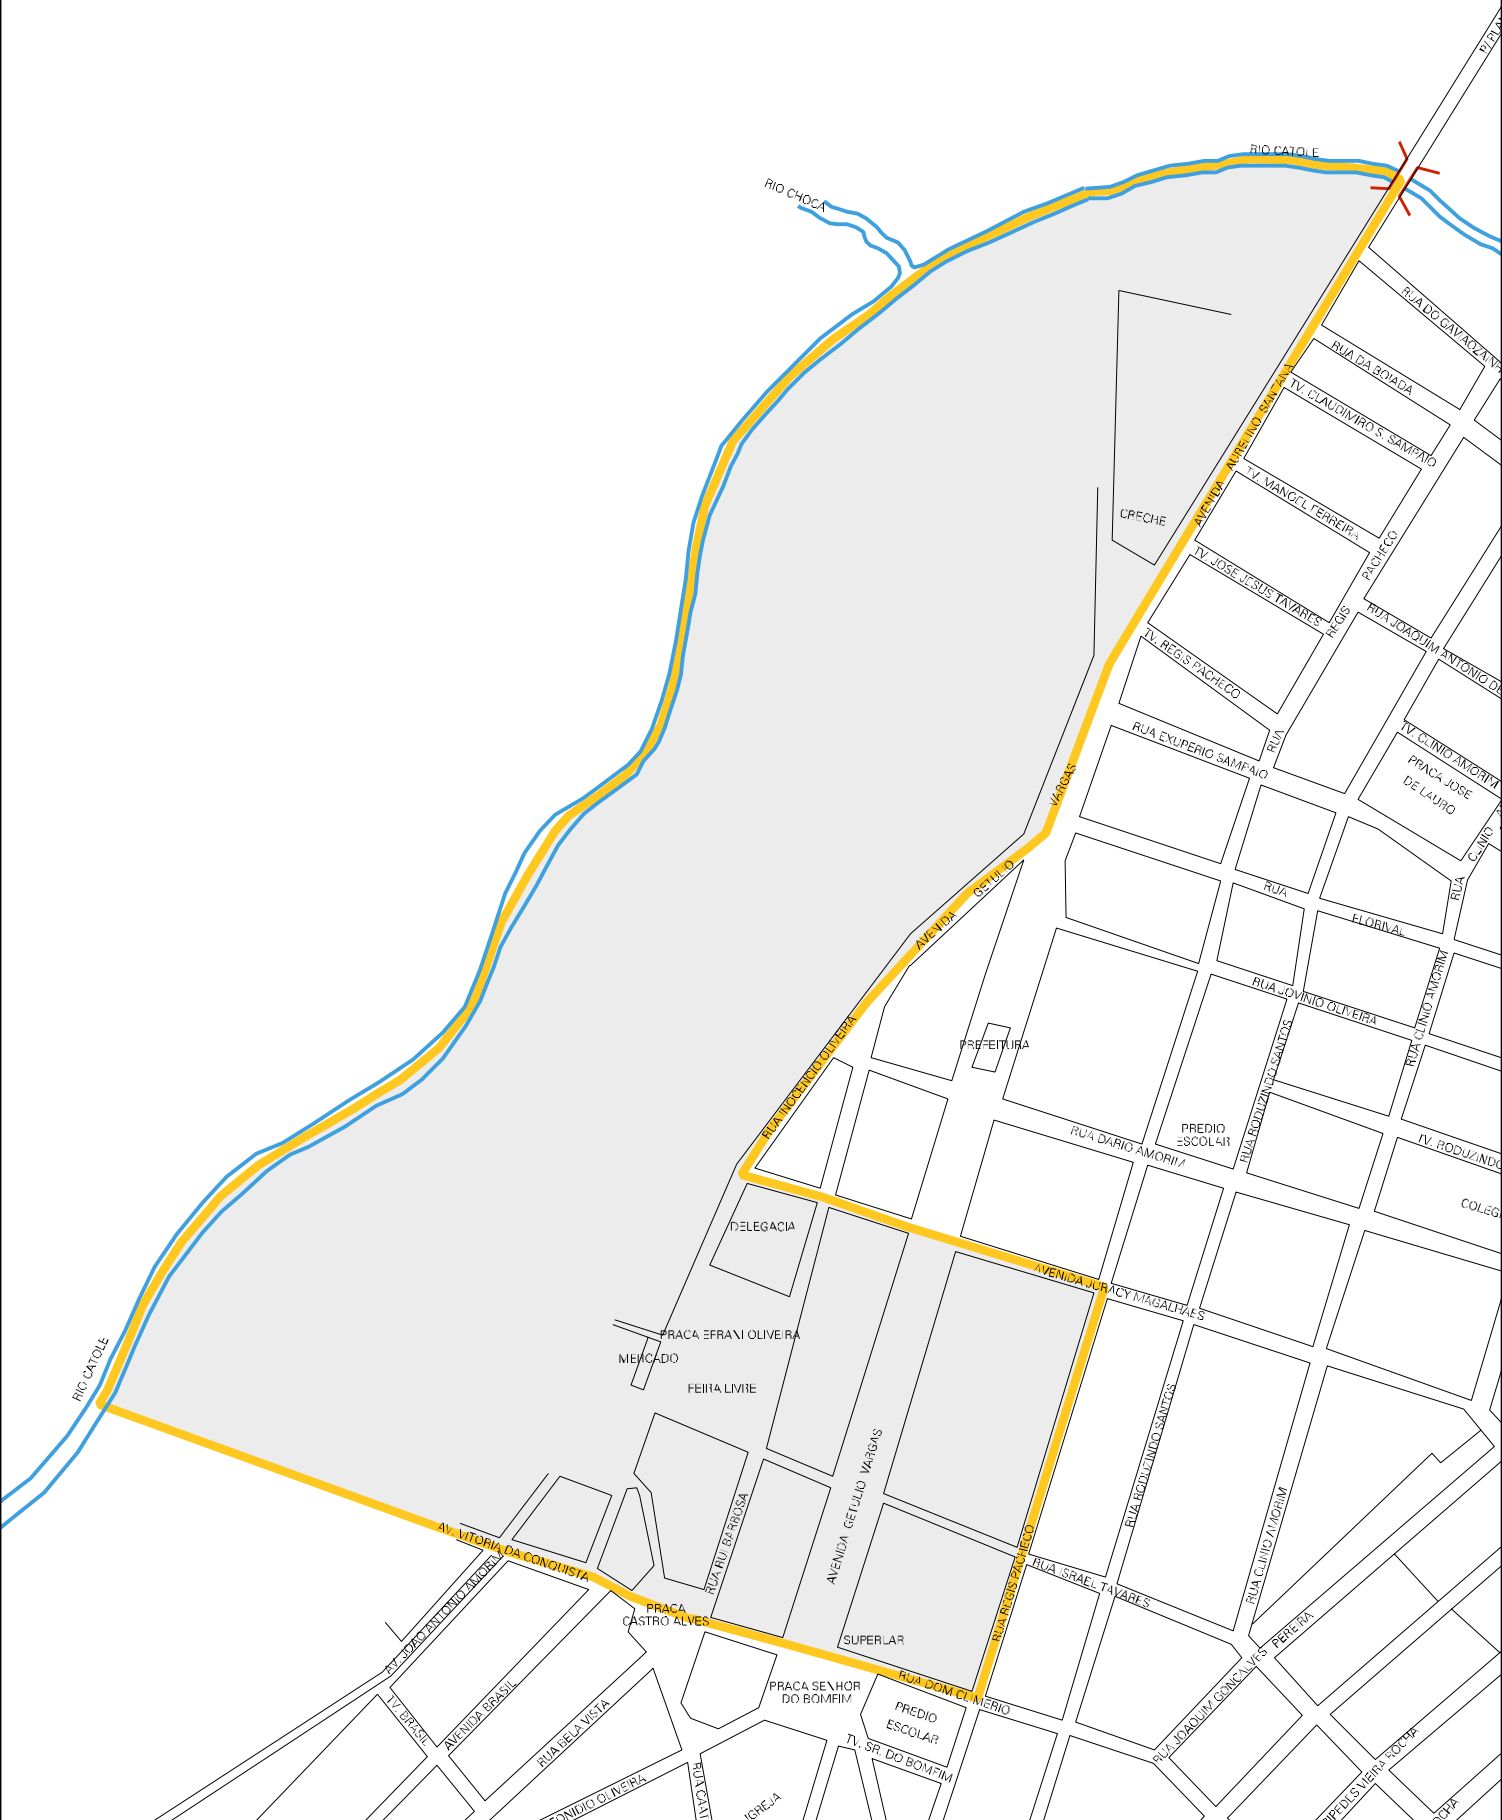 RIO CATOLE
RIO CHOCA
RUA DO GAVIAOZINH
RUA DA BOIADA
TV. CLAUDIMIRO S. SAMPAIO
AVENIDA AURELINO SANTANA
TV. MANOEL FERREIRA
CRECHE
TV. JOSE JESUS TAVARES
RUA REGIS PACHECO
RUA JOAQUIM ANTONIO DE
TV. REGIS PACHECO
RUA EXUPERIO SAMPAIO
TV. CLINIO AMORIM
PRACA JOSE
DE LAURO
AVENIDA GETULIO VARGAS
RUA CLINIO
RUA FLORIVAL
RUA JOVINIO OLIVEIRA
RUA CLINIO AMORIM
RUA INOCENCIO OLIVEIRA
PREFEITURA
RUA RODUZINDO SANTOS
PREDIO
ESCOLAR
RUA DARIO AMORIM
TV. RODUZINDO
COLEG
DELEGACIA
AVENIDA JURACY MAGALHAES
PRACA EFRAXI OLIVEIRA
MERCADO
FEIRA LIVRE
RIO CATOLE
RUA RODUZINDO SANTOS
AVENIDA GETULIO VARGAS
RUA RUI BARBOSA
RUA CLINIO AMORIM
AV. VITORIA DA CONQUISTA
RUA REGIS PACHECO
RUA ISRAEL TAVARES
AV. JOAO ANTONIO AMORIM
PRACA
CASTRO ALVES
SUPERLAR
RUA JOAQUIM GONCALVES PEREIRA
RUA DOM CLIMERIO
PRACA SENHOR
DO BOMFIM
PREDIO
ESCOLAR
TV. BRASIL
AVENIDA BRASIL
RUA BELA VISTA
TV. SR. DO BOMFIM
ONIDIO OLIVEIRA
IGREJA